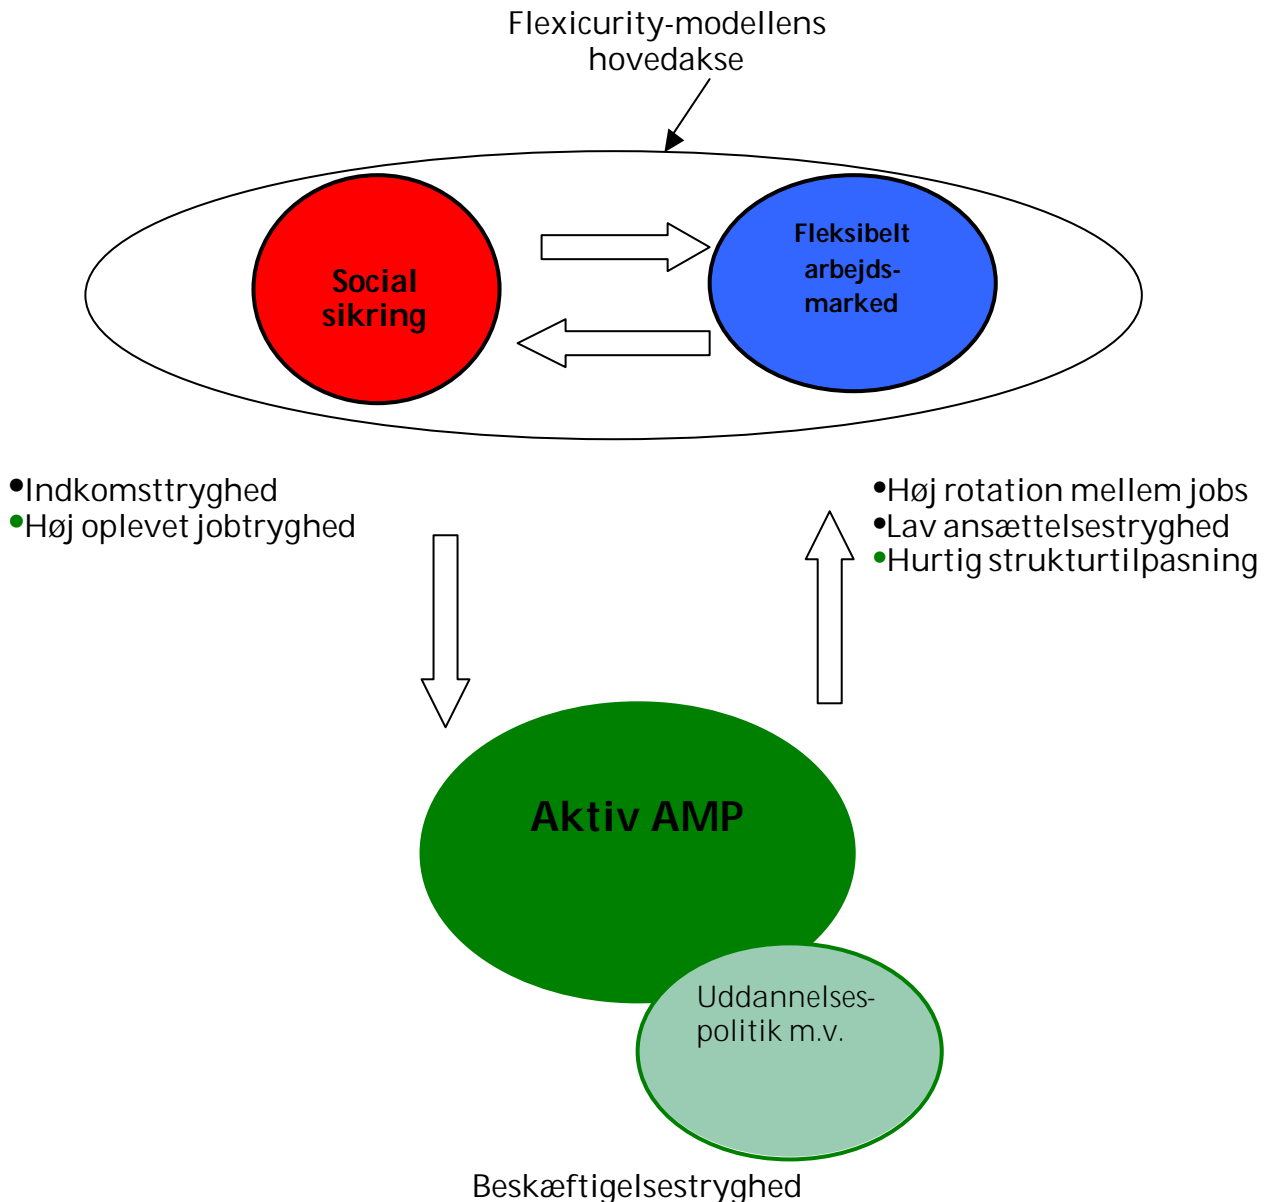 Flexicurity-modellens
hovedakse
Social
sikring
Fleksibelt
arbejds-
marked
•Indkomsttryghed
•Høj oplevet jobtryghed
•Høj rotation mellem jobs
•Lav ansættelsestryghed
•Hurtig strukturtilpasning
Aktiv AMP
Uddannelses-
politik m.v.
Beskæftigelsestryghed